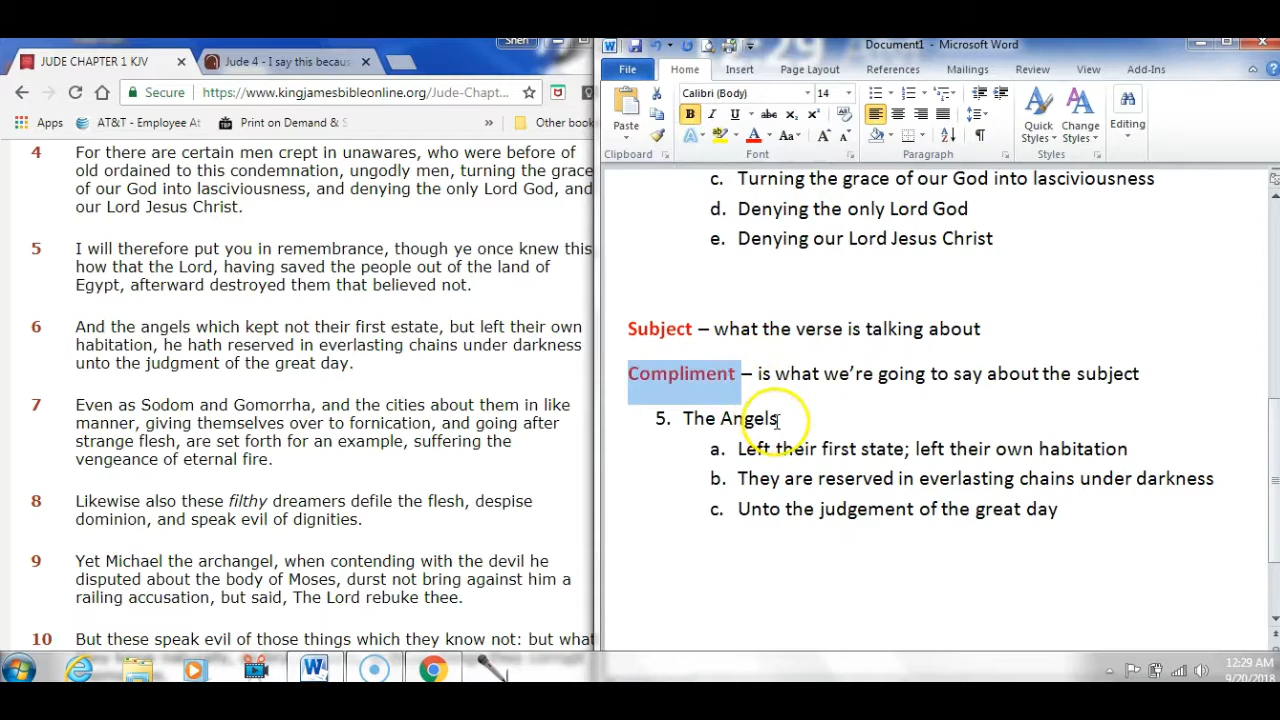 Sheri
JUDE CHAPTER 1 KJV
Jude 4 - I say this becaus
Secure
https://www.kingjamesbibleonline.org/Jude-Chapt...
Apps
AT&T - Employee At
Print on Demand & S
»
Other book
4 For there are certain men crept in unawares, who were before of
old ordained to this condemnation, ungodly men, turning the grace
of our God into lasciviousness, and denying the only Lord God, and
our Lord Jesus Christ.
5 I will therefore put you in remembrance, though ye once knew this
how that the Lord, having saved the people out of the land of
Egypt, afterward destroyed them that believed not.
6 And the angels which kept not their first estate, but left their own
habitation, he hath reserved in everlasting chains under darkness
unto the judgment of the great day.
7 Even as Sodom and Gomorrha, and the cities about them in like
manner, giving themselves over to fornication, and going after
strange flesh, are set forth for an example, suffering the
vengeance of eternal fire.
8 Likewise also these filthy dreamers defile the flesh, despise
dominion, and speak evil of dignities.
9 Yet Michael the archangel, when contending with the devil he
disputed about the body of Moses, durst not bring against him a
railing accusation, but said, The Lord rebuke thee.
10 But these speak evil of those things which they know not: but what
Document1 - Microsoft Word
File Home Insert Page Layout References Mailings Review View Add-Ins
Calibri (Body) 14
Paste
B I U abc x₂ x²
A ab A Aa A A
Quick
Styles
Change
Styles
Editing
Clipboard Font Paragraph Styles
c. Turning the grace of our God into lasciviousness
d. Denying the only Lord God
e. Denying our Lord Jesus Christ
Subject – what the verse is talking about
Compliment – is what we’re going to say about the subject
5. The Angels
a. Left their first state; left their own habitation
b. They are reserved in everlasting chains under darkness
c. Unto the judgement of the great day
12:29 AM
9/20/2018